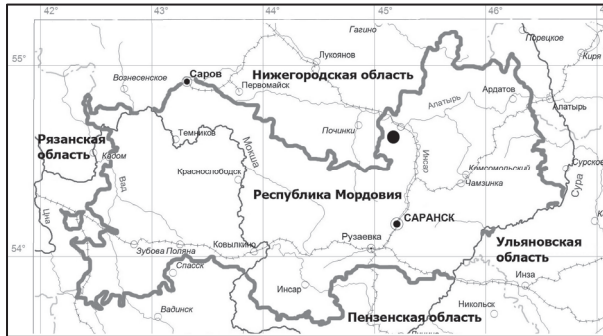 42° 43° 44° 45° 46°
Гагино
Порецкое
Лукоянов
Киря
55°
Саров
Нижегородская область
Вознесенское
Первомайск
Ардатов
Алатырь
Алатырь
Починки
Рязанская
область
Темников
Кадом
Мокша
Инсар
Комсомольский
Сурское
Краснослободск
Чамзинка
Вад
Республика Мордовия
Сура
Цна
САРАНСК
Рузаевка
Ульяновская
область
54°
Зубова Поляна
Ковылкино
Спасск
Инсар
Инза
Вадинск
Никольск
Пензенская область